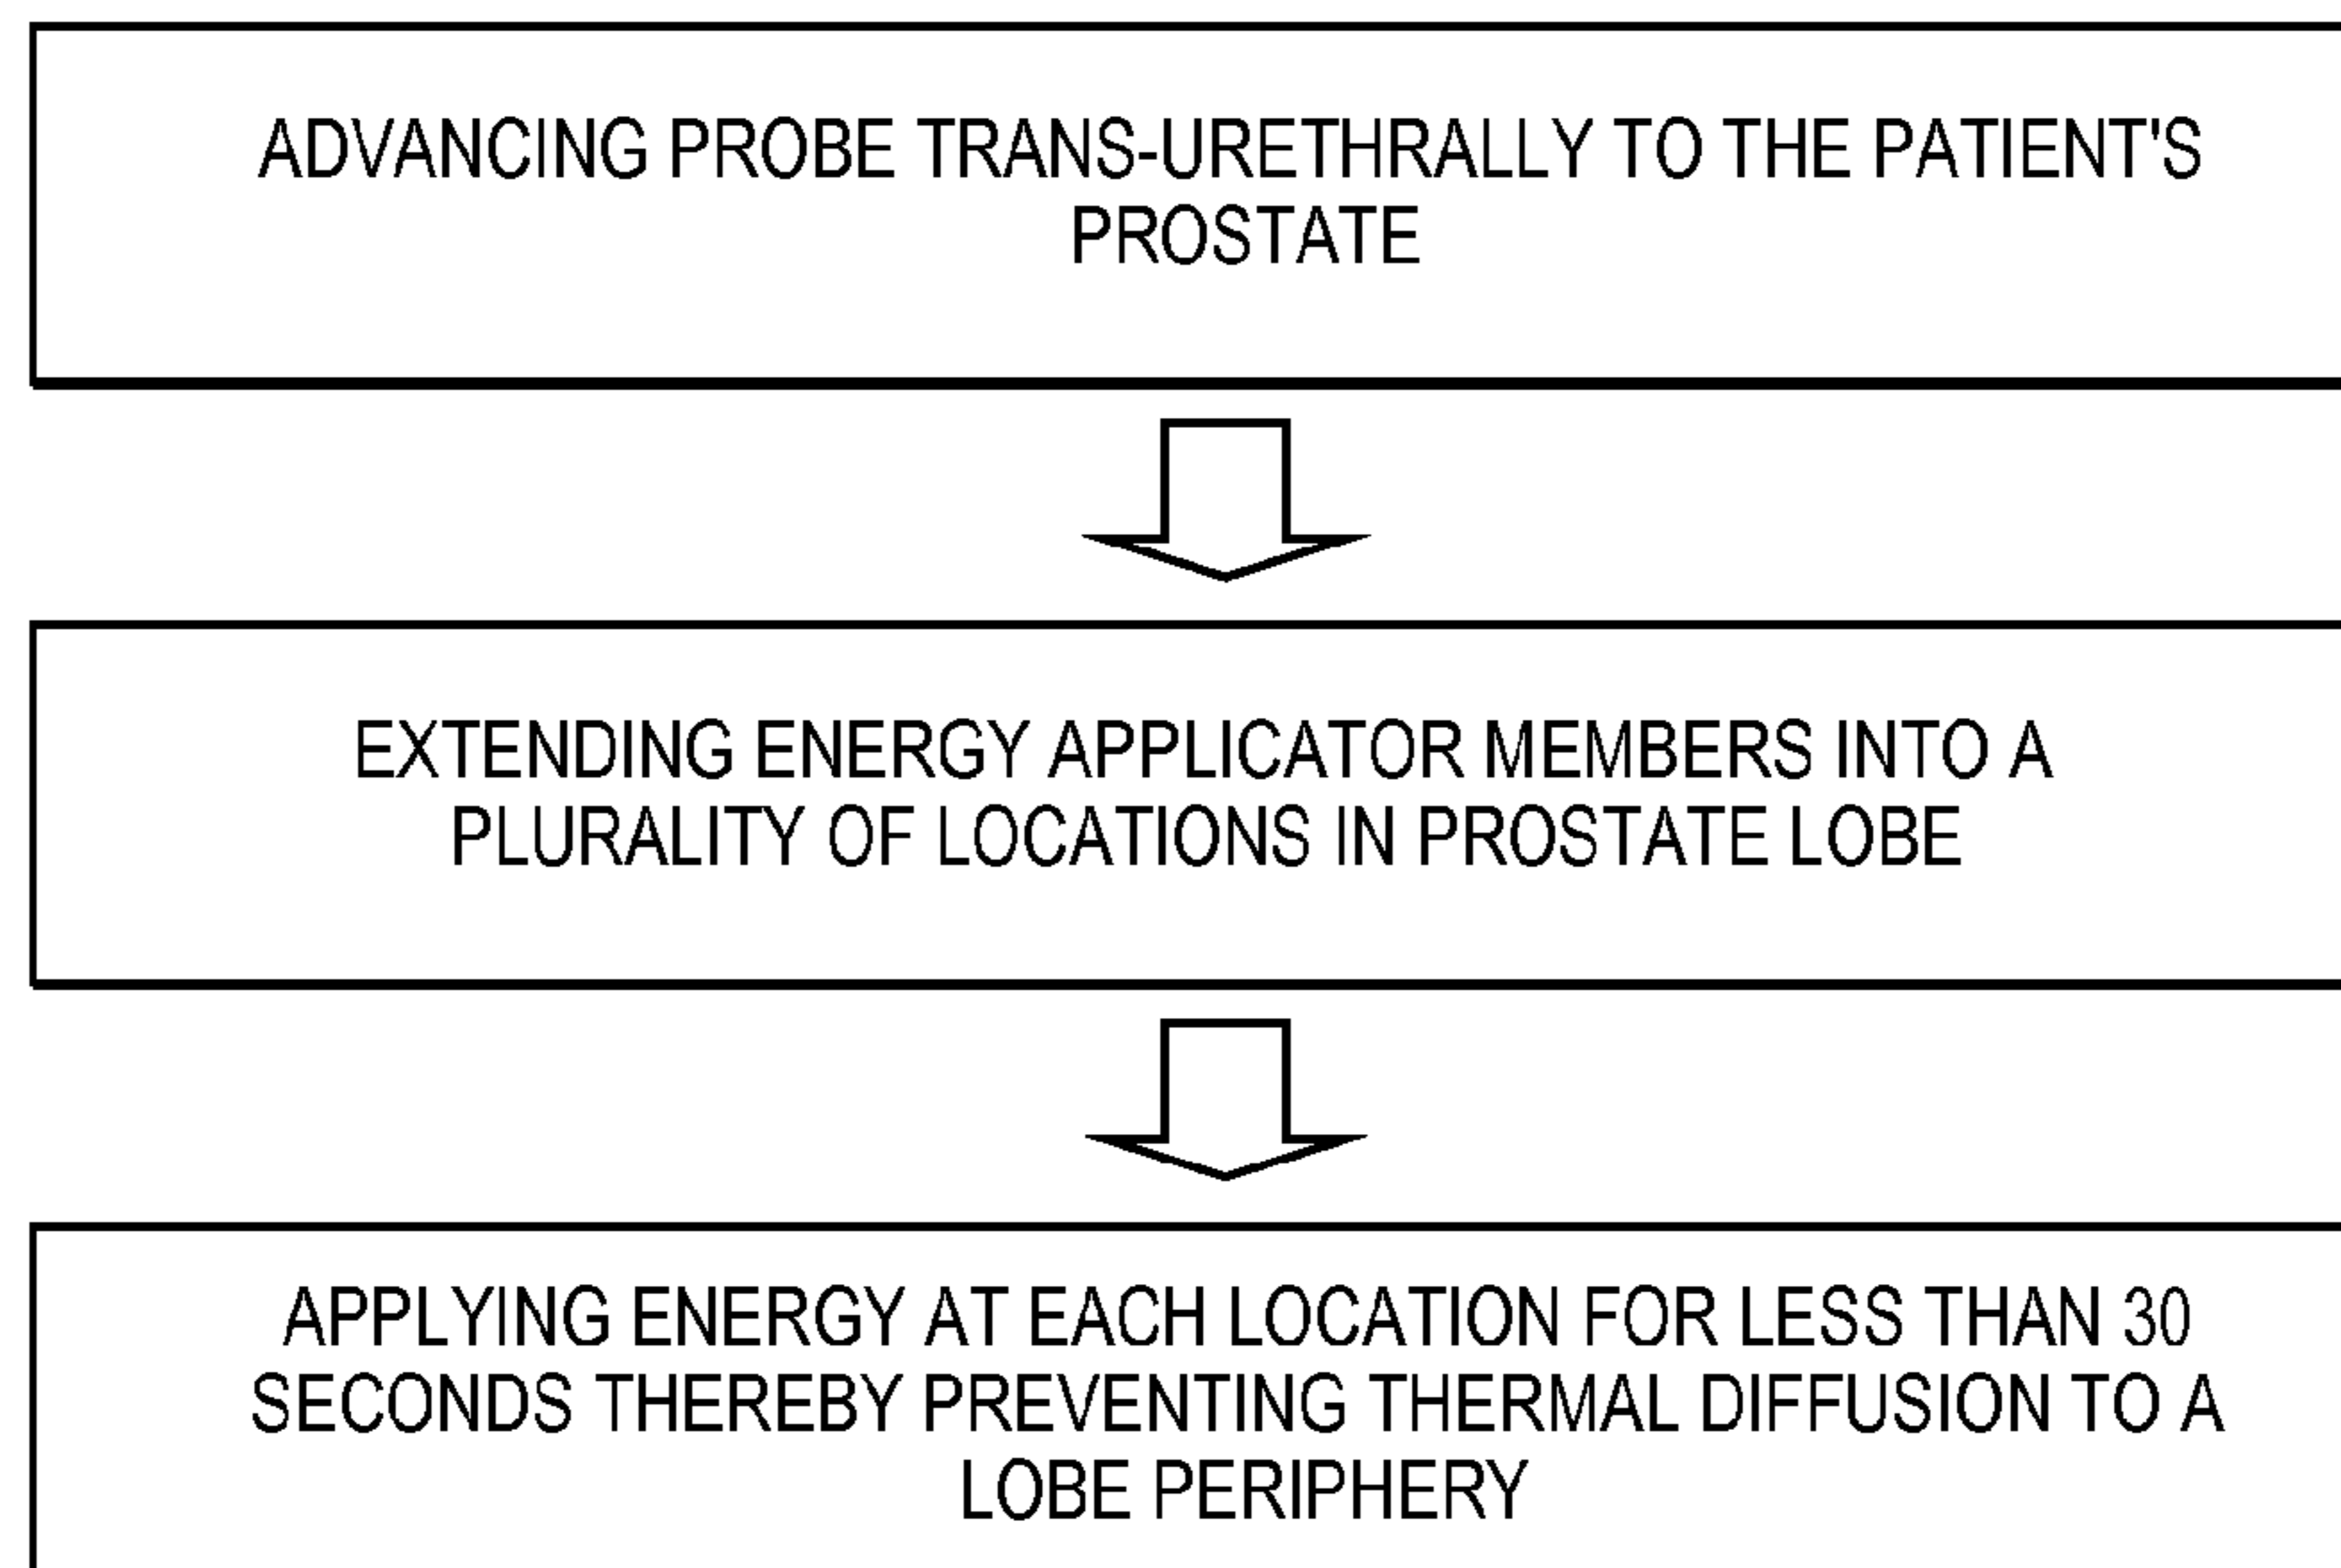 ADVANCING PROBE TRANS-URETHRALLY TO THE PATIENT'S
PROSTATE
EXTENDING ENERGY APPLICATOR MEMBERS INTO A
PLURALITY OF LOCATIONS IN PROSTATE LOBE
APPLYING ENERGY AT EACH LOCATION FOR LESS THAN 30
SECONDS THEREBY PREVENTING THERMAL DIFFUSION TO A
LOBE PERIPHERY